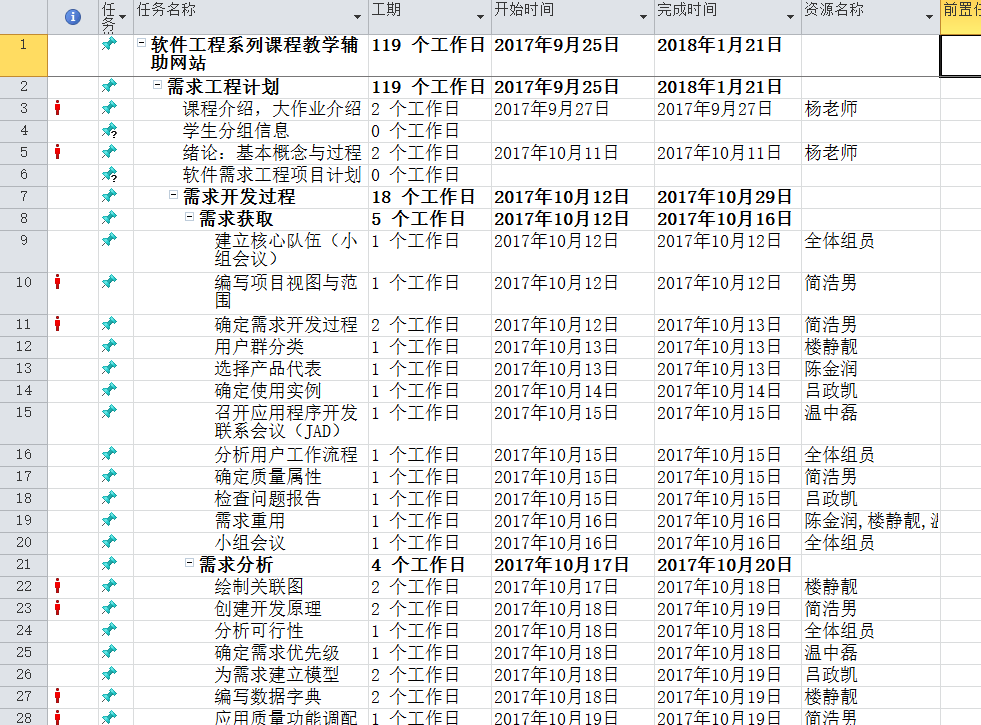 任务 任务名称 工期 开始时间 完成时间 资源名称 前置任
1 软件工程系列课程教学辅助网站 119 个工作日 2017年9月25日 2018年1月21日
2 需求工程计划 119 个工作日 2017年9月25日 2018年1月21日
3 课程介绍，大作业介绍 2 个工作日 2017年9月27日 2017年9月27日 杨老师
4 学生分组信息 0 个工作日
5 绪论：基本概念与过程 2 个工作日 2017年10月11日 2017年10月11日 杨老师
6 软件需求工程项目计划 0 个工作日
7 需求开发过程 18 个工作日 2017年10月12日 2017年10月29日
8 需求获取 5 个工作日 2017年10月12日 2017年10月16日
9 建立核心队伍（小组会议） 1 个工作日 2017年10月12日 2017年10月12日 全体组员
10 编写项目视图与范围 1 个工作日 2017年10月12日 2017年10月12日 简浩男
11 确定需求开发过程 2 个工作日 2017年10月12日 2017年10月13日 简浩男
12 用户群分类 1 个工作日 2017年10月13日 2017年10月13日 楼静靓
13 选择产品代表 1 个工作日 2017年10月13日 2017年10月13日 陈金润
14 确定使用实例 1 个工作日 2017年10月14日 2017年10月14日 吕政凯
15 召开应用程序开发联系会议（JAD） 1 个工作日 2017年10月15日 2017年10月15日 温中磊
16 分析用户工作流程 1 个工作日 2017年10月15日 2017年10月15日 全体组员
17 确定质量属性 1 个工作日 2017年10月15日 2017年10月15日 简浩男
18 检查问题报告 1 个工作日 2017年10月15日 2017年10月15日 吕政凯
19 需求重用 1 个工作日 2017年10月16日 2017年10月16日 陈金润,楼静靓,
20 小组会议 1 个工作日 2017年10月16日 2017年10月16日 全体组员
21 需求分析 4 个工作日 2017年10月17日 2017年10月20日
22 绘制关联图 2 个工作日 2017年10月17日 2017年10月18日 楼静靓
23 创建开发原理 2 个工作日 2017年10月18日 2017年10月19日 简浩男
24 分析可行性 1 个工作日 2017年10月18日 2017年10月18日 全体组员
25 确定需求优先级 1 个工作日 2017年10月18日 2017年10月18日 温中磊
26 为需求建立模型 2 个工作日 2017年10月18日 2017年10月19日 吕政凯
27 编写数据字典 2 个工作日 2017年10月18日 2017年10月19日 楼静靓
28 应用质量功能调配 1 个工作日 2017年10月19日 2017年10月19日 简浩男